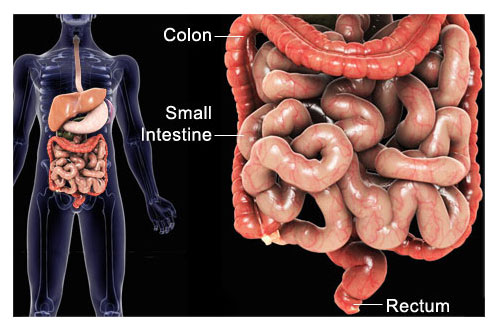 Colon
Small
Intestine
Rectum